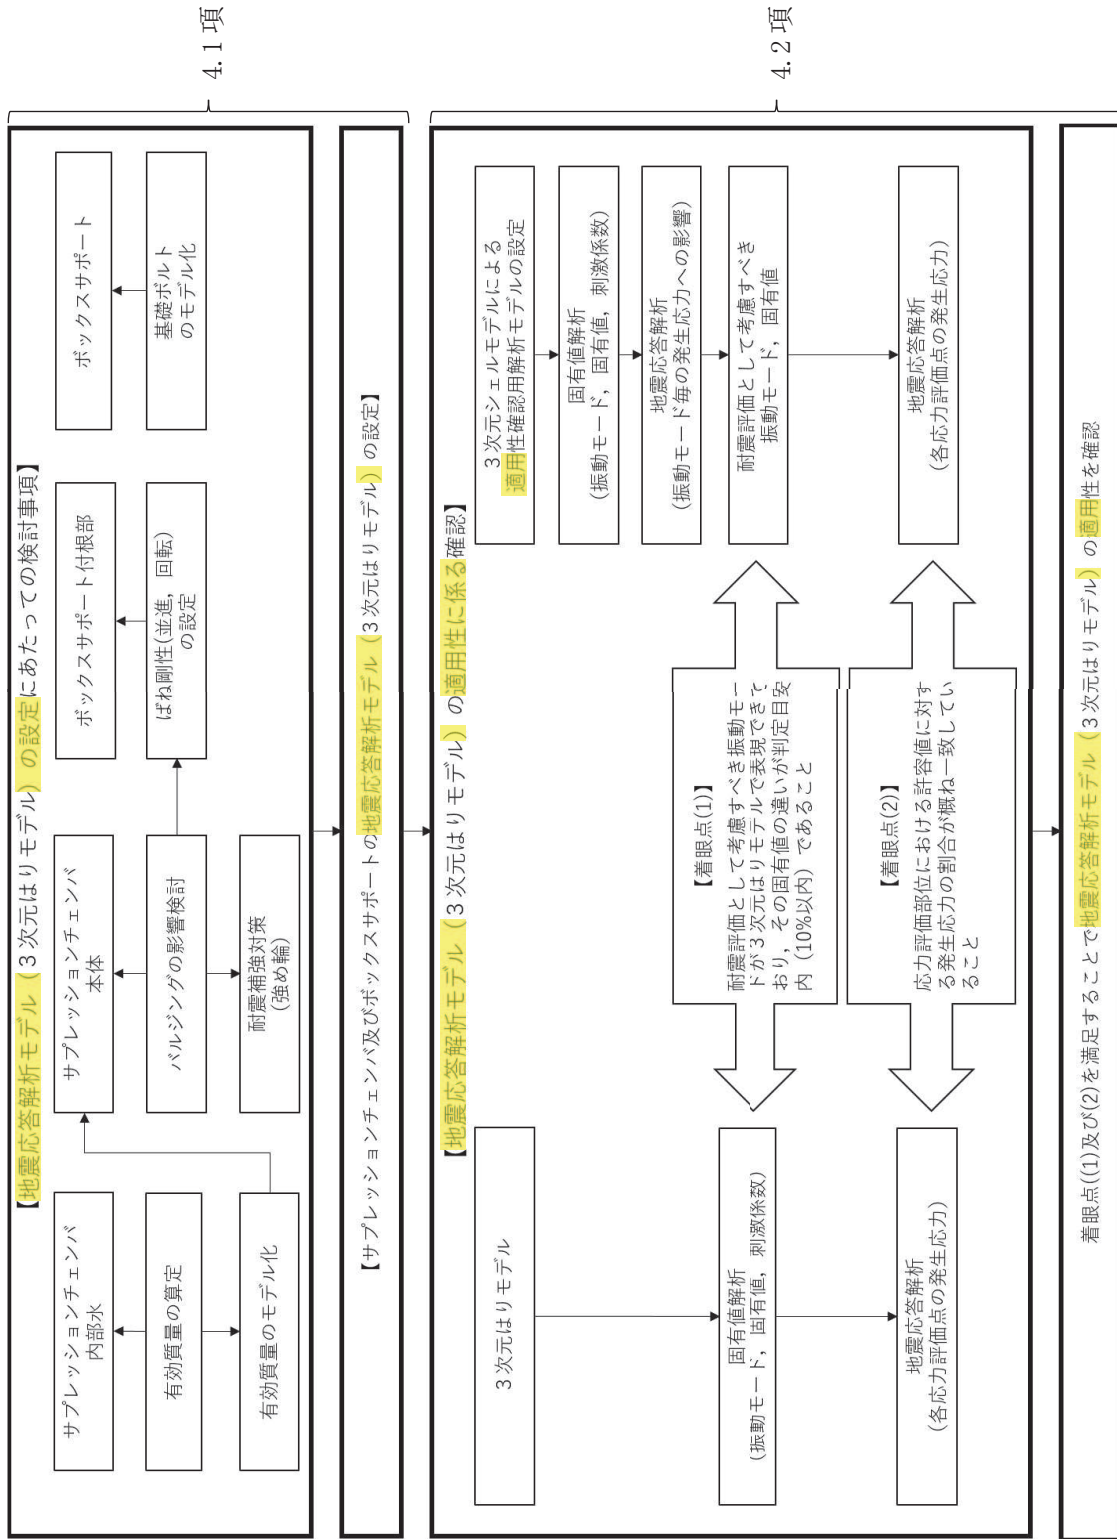 【地震応答解析モデル（3次元はりモデル）の設定にあたっての検討事項】
サプレッションチェンバ
内部水
有効質量の算定
有効質量のモデル化
サプレッションチェンバ
本体
バルジングの影響検討
耐震補強対策
(強め輪)
ボックスサポート付根部
ばね剛性(並進，回転)
の設定
ボックスサポート
基礎ボルト
のモデル化
4.1 項
【サプレッションチェンバ及びボックスサポートの地震応答解析モデル（3次元はりモデル）の設定】
【地震応答解析モデル（3次元はりモデル）の適用性に係る確認】
3次元はりモデル
固有値解析
(振動モード，固有値，刺激係数)
地震応答解析
(各応力評価点の発生応力)
【着眼点(1)】
耐震評価として考慮すべき振動モー
ドが3次元はりモデルで表現できて
おり，その固有値の違いが判定目安
内（10%以内）であること
【着眼点(2)】
応力評価部位における許容値に対す
る発生応力の割合が概ね一致してい
ること
3次元シェルモデルによる
適用性確認用解析モデルの設定
固有値解析
(振動モード，固有値，刺激係数)
地震応答解析
(振動モード毎の発生応力への影響)
耐震評価として考慮すべき
振動モード，固有値
地震応答解析
(各応力評価点の発生応力)
4.2 項
着眼点((1)及び(2)を満足することで地震応答解析モデル（3次元はりモデル）の適用性を確認